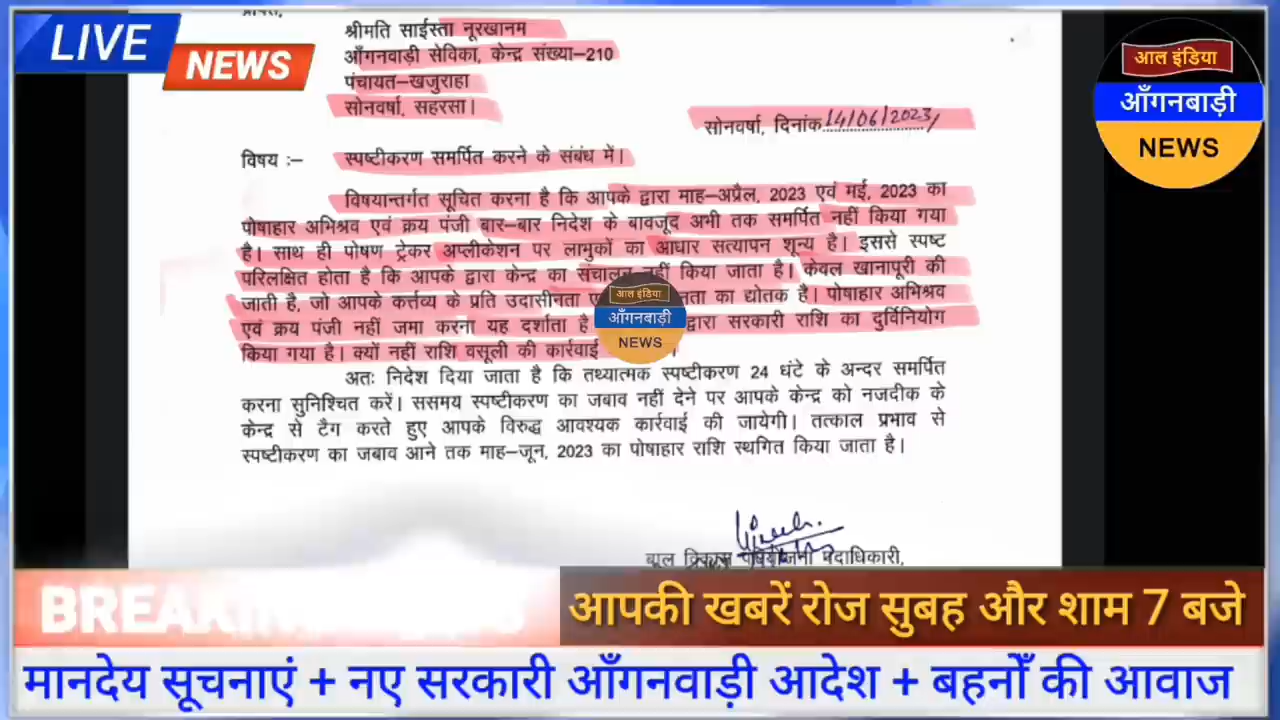 LIVE
NEWS
आल इंडिया
आँगनबाड़ी
NEWS
श्रीमति साईस्ता नूरखानम
आँगनवाड़ी सेविका, केन्द्र संख्या–210
पंचायत–खजुराहा
सोनवर्षा, सहरसा।
सोनवर्षा, दिनांक 14/06/2023
विषय :– स्पष्टीकरण समर्पित करने के संबंध में।
विषयान्तर्गत सूचित करना है कि आपके द्वारा माह–अप्रैल, 2023 एवं मई, 2023 का
पोषाहार अभिश्रव एवं क्रय पंजी बार–बार निदेश के बावजूद अभी तक समर्पित नहीं किया गया
है। साथ ही पोषण ट्रेकर अप्लीकेशन पर लाभुकों का आधार सत्यापन शून्य है। इससे स्पष्ट
परिलक्षित होता है कि आपके द्वारा केन्द्र का संचालन नहीं किया जाता है। केवल खानापूरी की
जाती है, जो आपके कर्त्तव्य के प्रति उदासीनता का द्योतक है। पोषाहार अभिश्रव
एवं क्रय पंजी नहीं जमा करना यह दर्शाता है द्वारा सरकारी राशि का दुर्विनियोग
किया गया है। क्यों नहीं राशि वसूली की कार्रवाई
आल इंडिया
आँगनबाड़ी
NEWS
अतः निदेश दिया जाता है कि तथ्यात्मक स्पष्टीकरण 24 घंटे के अन्दर समर्पित
करना सुनिश्चित करें। ससमय स्पष्टीकरण का जबाव नहीं देने पर आपके केन्द्र को नजदीक के
केन्द्र से टैग करते हुए आपके विरुद्ध आवश्यक कार्रवाई की जायेगी। तत्काल प्रभाव से
स्पष्टीकरण का जबाव आने तक माह–जून, 2023 का पोषाहार राशि स्थगित किया जाता है।
बाल विकास परियोजना पदाधिकारी,
आपकी खबरें रोज सुबह और शाम 7 बजे
मानदेय सूचनाएं + नए सरकारी आँगनवाड़ी आदेश + बहनोँ की आवाज